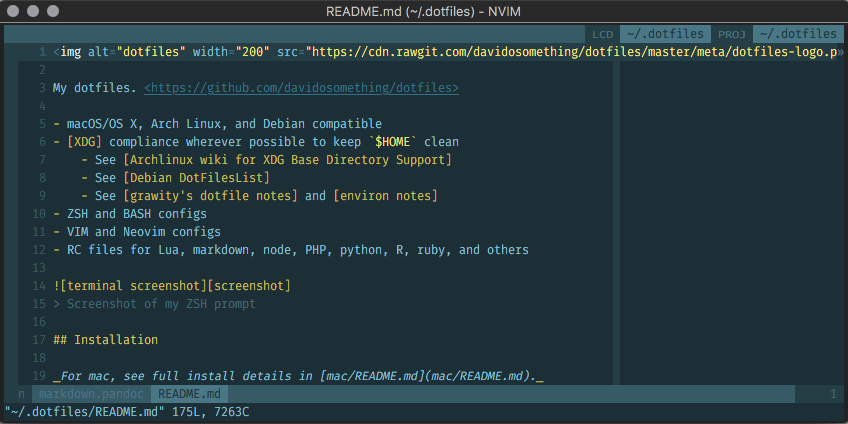 README.md (~/.dotfiles) - NVIM
LCD ~/.dotfiles PROJ ~/.dotfiles
1 <img alt="dotfiles" width="200" src="https://cdn.rawgit.com/davidosomething/dotfiles/master/meta/dotfiles-logo.p»
2
3 My dotfiles. <https://github.com/davidosomething/dotfiles>
4
5 - macOS/OS X, Arch Linux, and Debian compatible
6 - [XDG] compliance wherever possible to keep `$HOME` clean
7 - See [Archlinux wiki for XDG Base Directory Support]
8 - See [Debian DotFilesList]
9 - See [grawity's dotfile notes] and [environ notes]
10 - ZSH and BASH configs
11 - VIM and Neovim configs
12 - RC files for Lua, markdown, node, PHP, python, R, ruby, and others
13
14 ![terminal screenshot][screenshot]
15 > Screenshot of my ZSH prompt
16
17 ## Installation
18
19 _For mac, see full install details in [mac/README.md](mac/README.md)._
n markdown.pandoc README.md 1
"~/.dotfiles/README.md" 175L, 7263C